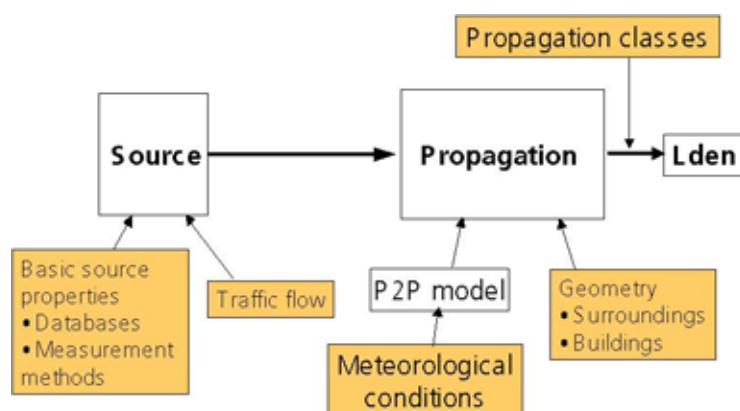 Propagation classes
Source
Propagation
Lden
Basic source
properties
• Databases
• Measurement
methods
Traffic flow
P2P model
Geometry
• Surroundings
• Buildings
Meteorological
conditions